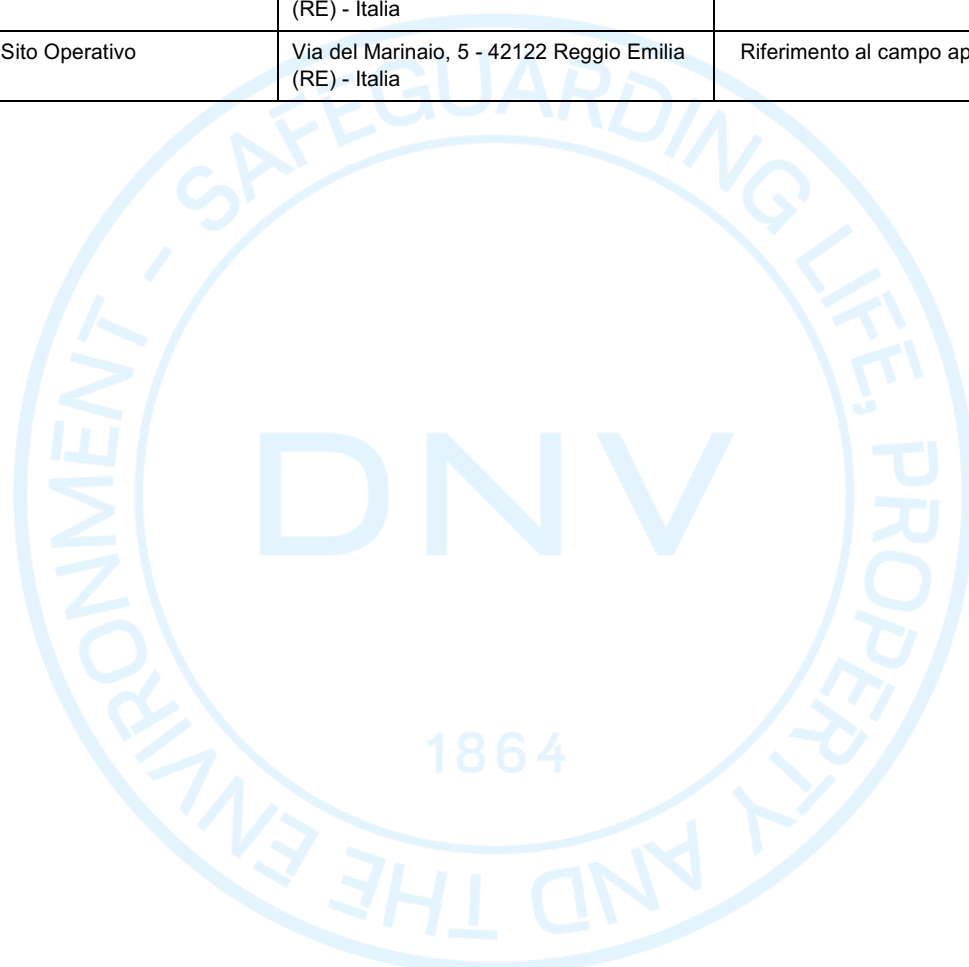 (RE) - Italia
Sito Operativo
Via del Marinaio, 5 - 42122 Reggio Emilia
(RE) - Italia
Riferimento al campo ap
SAFEGUARDING LIFE, PROPERTY AND THE ENVIRONMENT -
DNV
1864